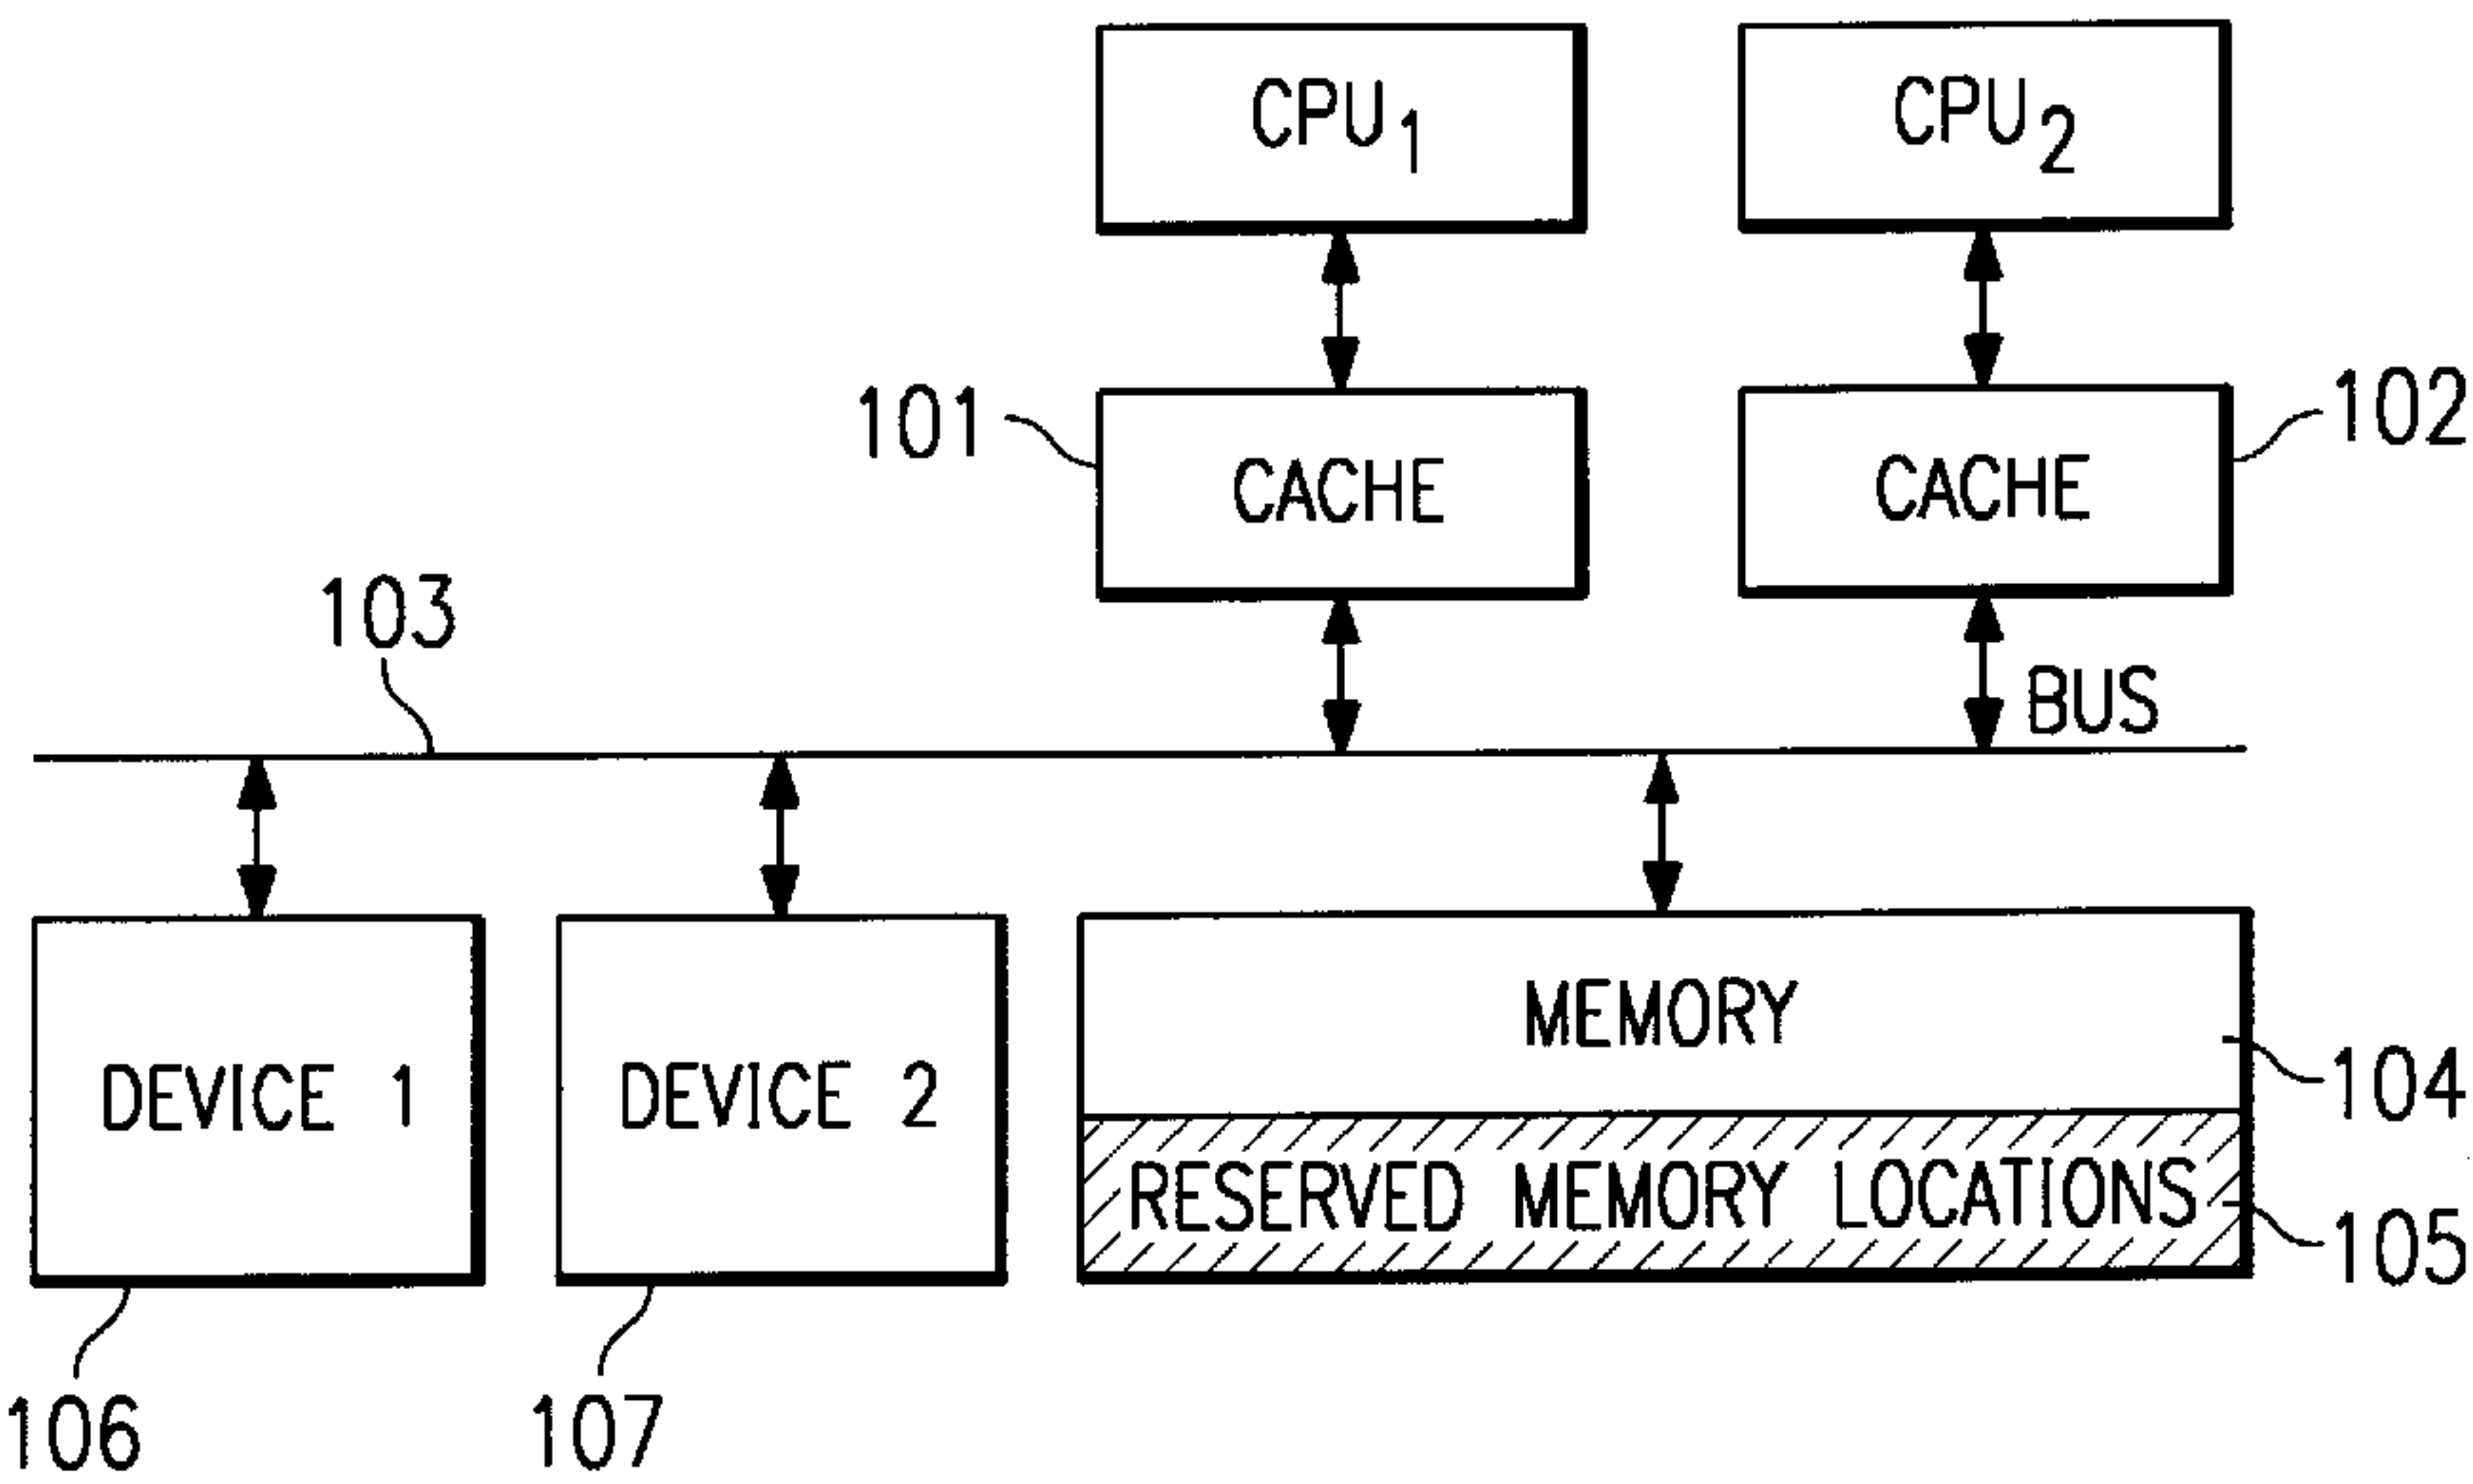 CPU1
CPU2
101
CACHE
CACHE
102
103
BUS
MEMORY
104
DEVICE 1
DEVICE 2
RESERVED MEMORY LOCATIONS
105
106
107